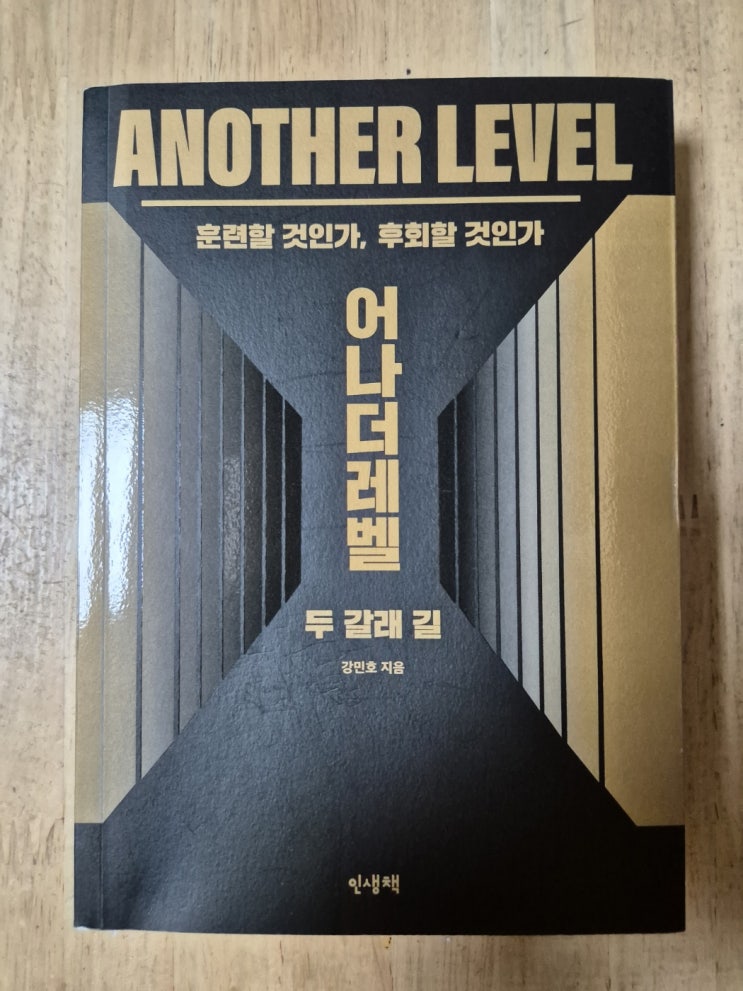 ANOTHER LEVEL
훈련할 것인가, 후회할 것인가
어나더레벨
두 갈래 길
강민호 지음
인생책